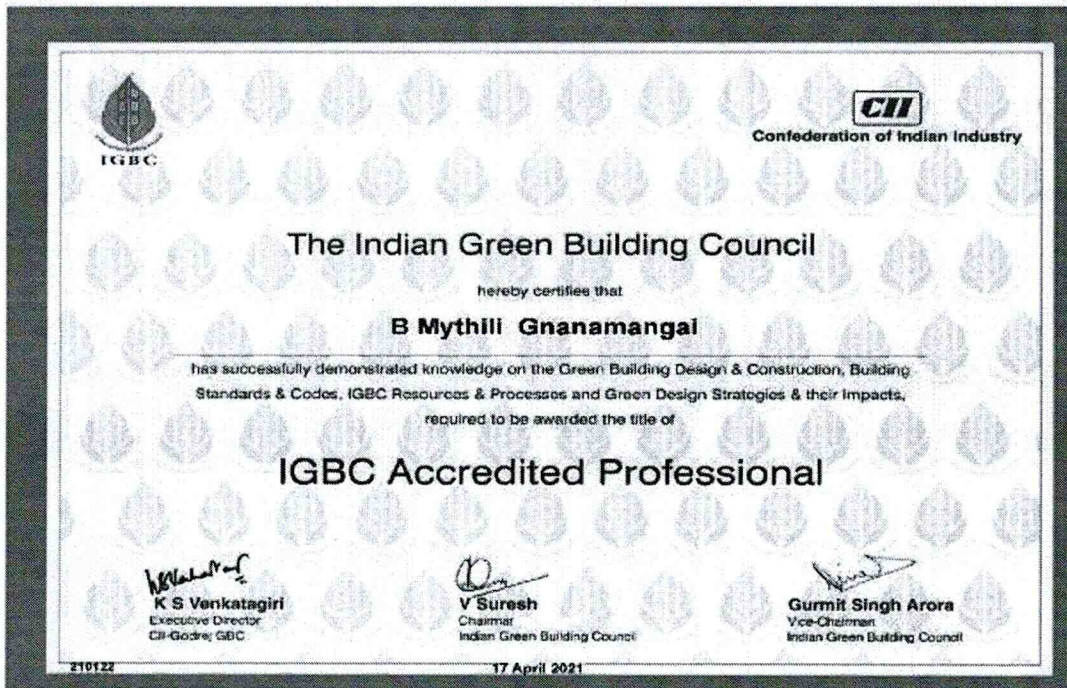 IGBC
CII
Confederation of Indian Industry
The Indian Green Building Council
hereby certifies that
B Mythili Gnanamangai
has successfully demonstrated knowledge on the Green Building Design & Construction, Building
Standards & Codes, IGBC Resources & Processes and Green Design Strategies & their Impacts,
required to be awarded the title of
IGBC Accredited Professional
K S Venkatagiri
Executive Director
CII-Godrej GBC
V Suresh
Chairman
Indian Green Building Council
Gurmit Singh Arora
Vice-Chairman
Indian Green Building Council
210122
17 April 2021